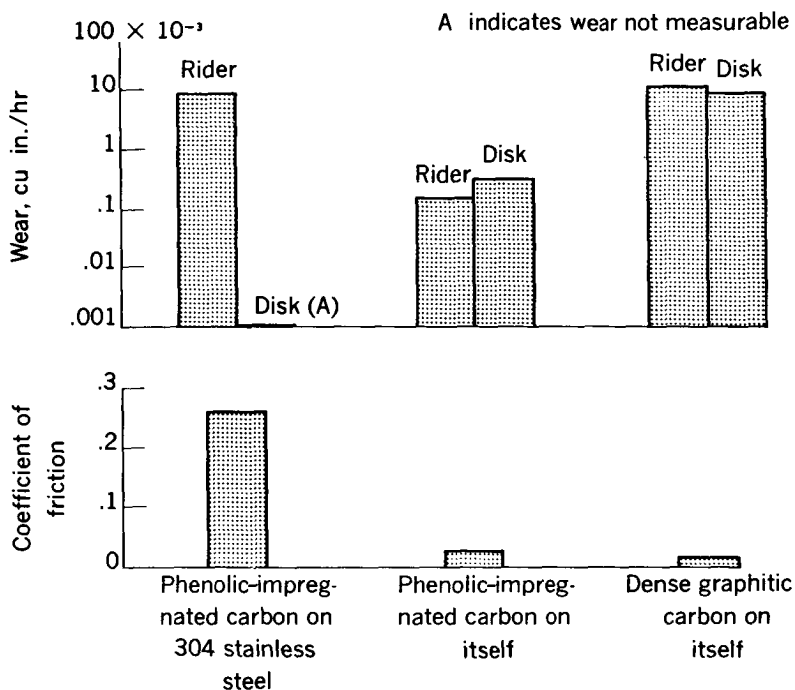 A indicates wear not measurable
100 × 10⁻³
10
1
.1
.01
.001
Wear, cu in./hr
Rider
Disk (A)
Rider
Disk
Rider
Disk
.3
.2
.1
0
Coefficient of
friction
Phenolic-impreg-
nated carbon on
304 stainless
steel
Phenolic-impreg-
nated carbon on
itself
Dense graphitic
carbon on
itself